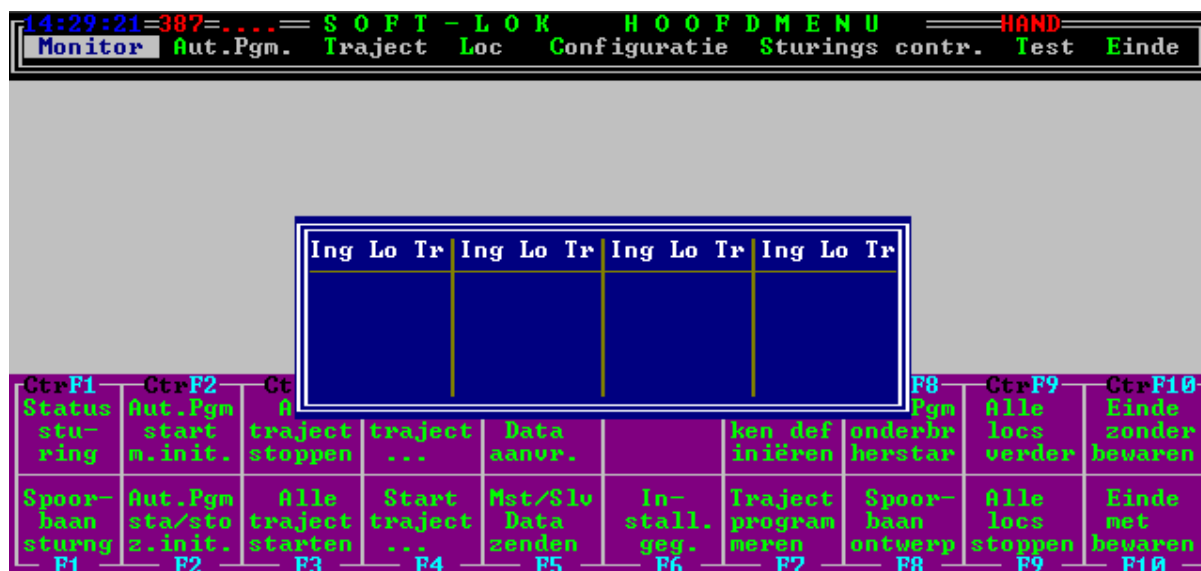 14:29:21=387=....== S O F T - L O K   H O O F D M E N U ====HAND====
Monitor Aut.Pgm. Traject Loc Configuratie Sturings contr. Test Einde
Ing Lo Tr Ing Lo Tr Ing Lo Tr Ing Lo Tr
CtrF1 CtrF2 Ct F8 CtrF9 CtrF10
Status Aut.Pgm A Pgm Alle Einde
stu- start traject traject Data ken def onderbr locs zonder
ring m.init. stoppen ... aanvr. iniëren herstar verder bewaren
Spoor- Aut.Pgm Alle Start Mst/Slv In- Traject Spoor- Alle Einde
baan sta/sto traject traject Data stall. program baan locs met
sturng z.init. starten ... zenden geg. meren ontwerp stoppen bewaren
F1 F2 F3 F4 F5 F6 F7 F8 F9 F10